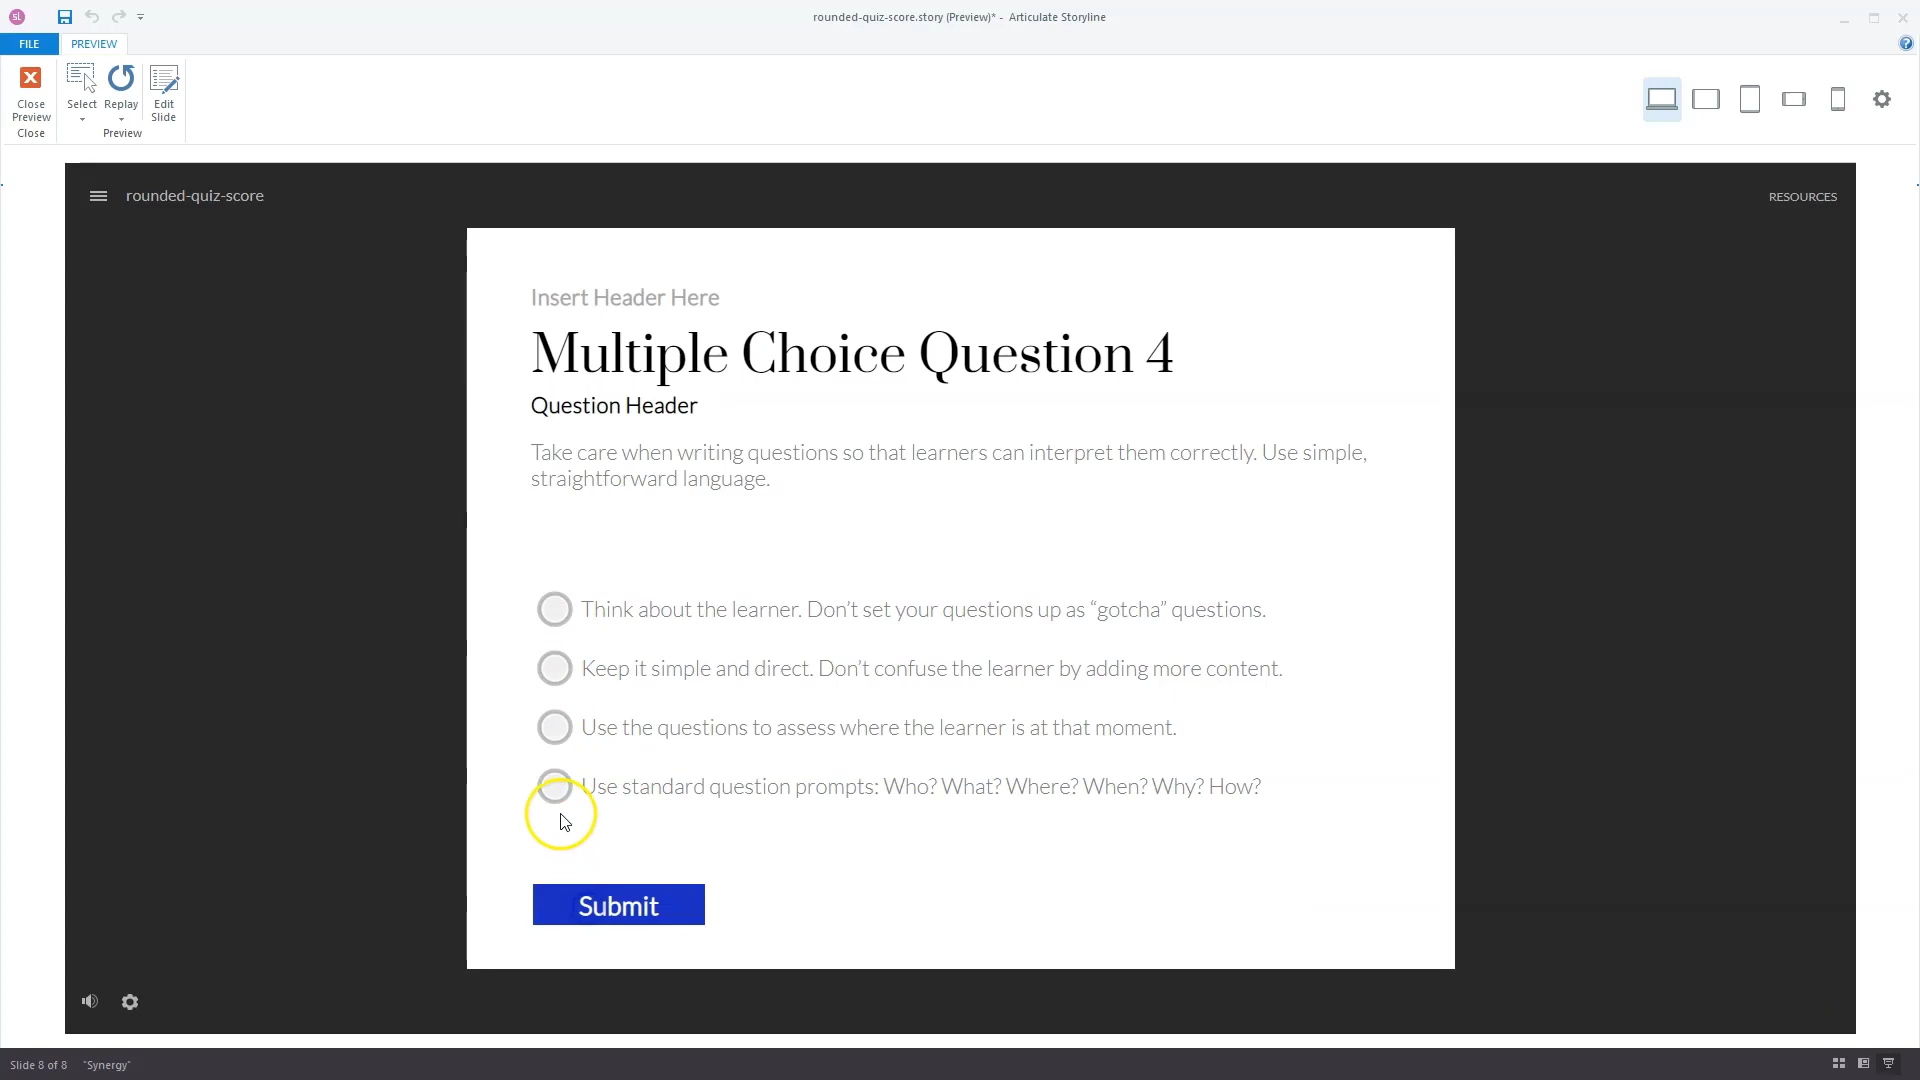 sl
rounded-quiz-score.story (Preview)* - Articulate Storyline
FILE
PREVIEW
?
Close
Preview
Select
Replay
Edit
Slide
Close
Preview
rounded-quiz-score
RESOURCES
Insert Header Here
Multiple Choice Question 4
Question Header
Take care when writing questions so that learners can interpret them correctly. Use simple,
straightforward language.
Think about the learner. Don’t set your questions up as “gotcha” questions.
Keep it simple and direct. Don’t confuse the learner by adding more content.
Use the questions to assess where the learner is at that moment.
Use standard question prompts: Who? What? Where? When? Why? How?
Submit
Slide 8 of 8 "Synergy"